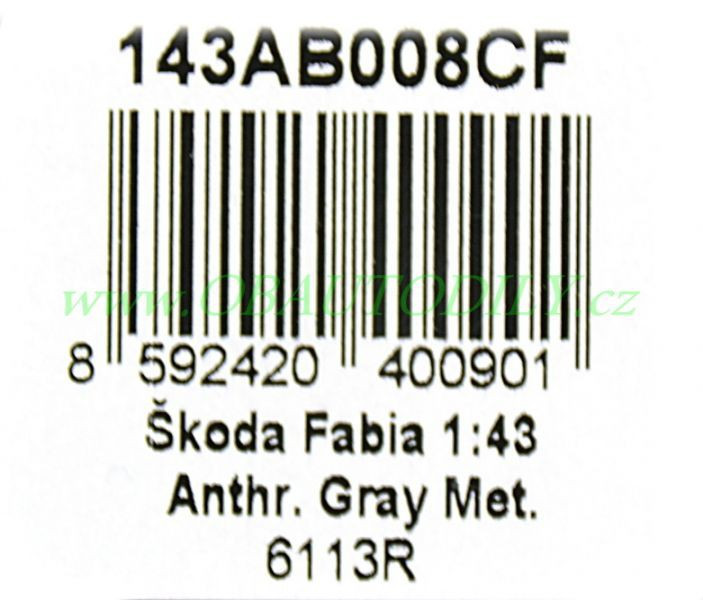 143AB008CF
www.OBAUTODILY.cz
8 592420 400901
Škoda Fabia 1:43
Anthr. Gray Met.
6113R